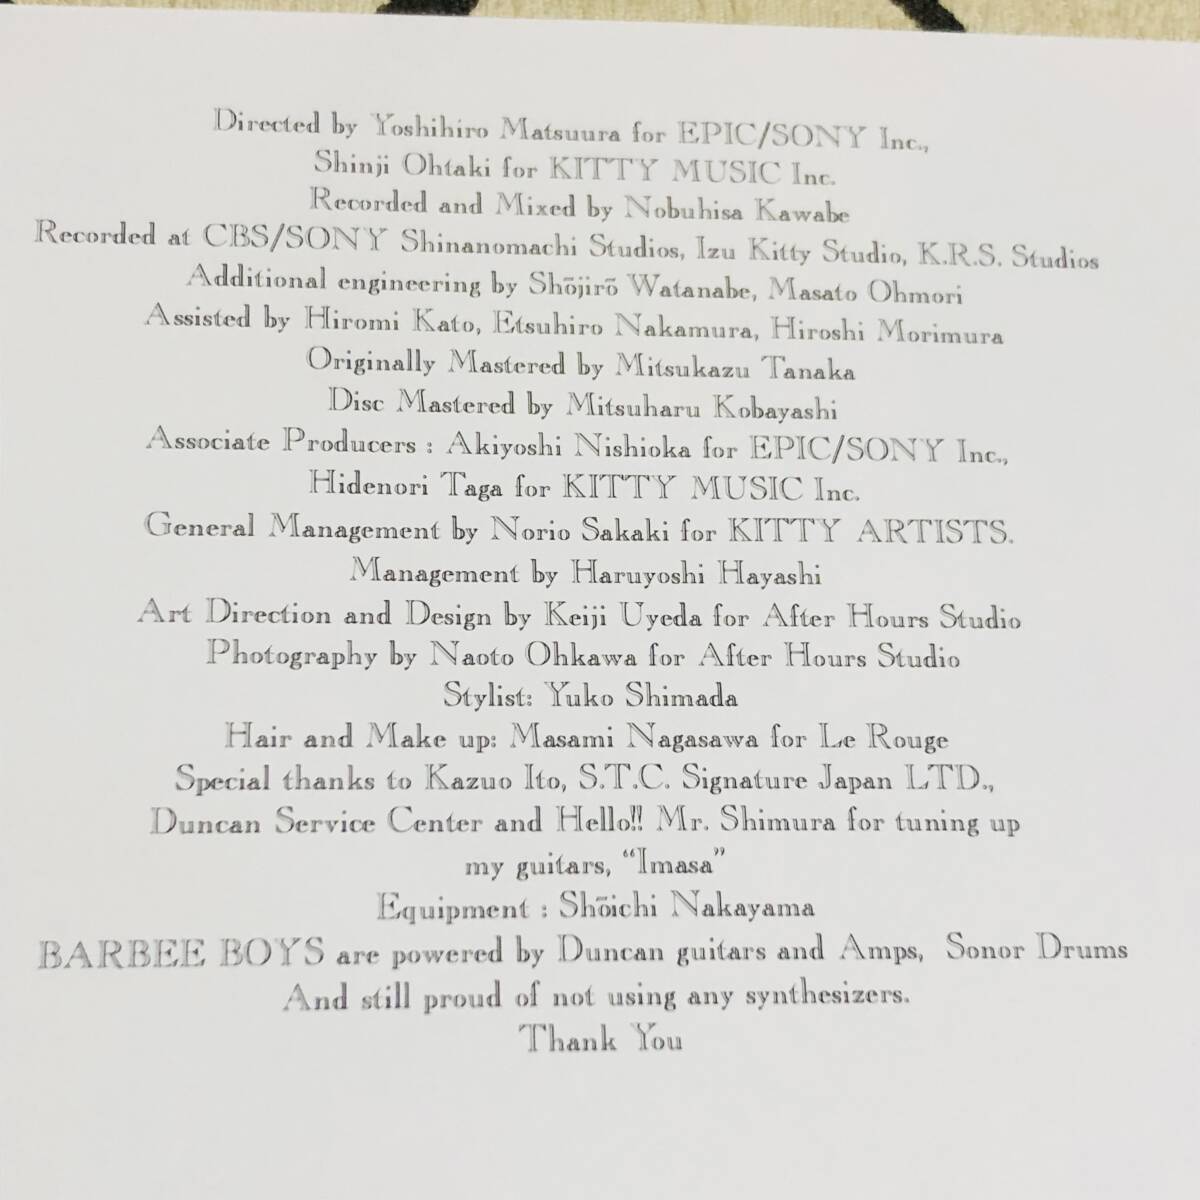 Directed by Yoshihiro Matsuura for EPIC/SONY Inc.,
Shinji Ohtaki for KITTY MUSIC Inc.
Recorded and Mixed by Nobuhisa Kawabe
Recorded at CBS/SONY Shinanomachi Studios, Izu Kitty Studio, K.R.S. Studios
Additional engineering by Shōjirō Watanabe, Masato Ohmori
Assisted by Hiromi Kato, Etsuhiro Nakamura, Hiroshi Morimura
Originally Mastered by Mitsukazu Tanaka
Disc Mastered by Mitsuharu Kobayashi
Associate Producers : Akiyoshi Nishioka for EPIC/SONY Inc.,
Hidenori Taga for KITTY MUSIC Inc.
General Management by Norio Sakaki for KITTY ARTISTS.
Management by Haruyoshi Hayashi
Art Direction and Design by Keiji Uyeda for After Hours Studio
Photography by Naoto Ohkawa for After Hours Studio
Stylist: Yuko Shimada
Hair and Make up: Masami Nagasawa for Le Rouge
Special thanks to Kazuo Ito, S.T.C. Signature Japan LTD.,
Duncan Service Center and Hello!! Mr. Shimura for tuning up
my guitars, “Imasa”
Equipment : Shōichi Nakayama
BARBEE BOYS are powered by Duncan guitars and Amps, Sonor Drums
And still proud of not using any synthesizers.
Thank You